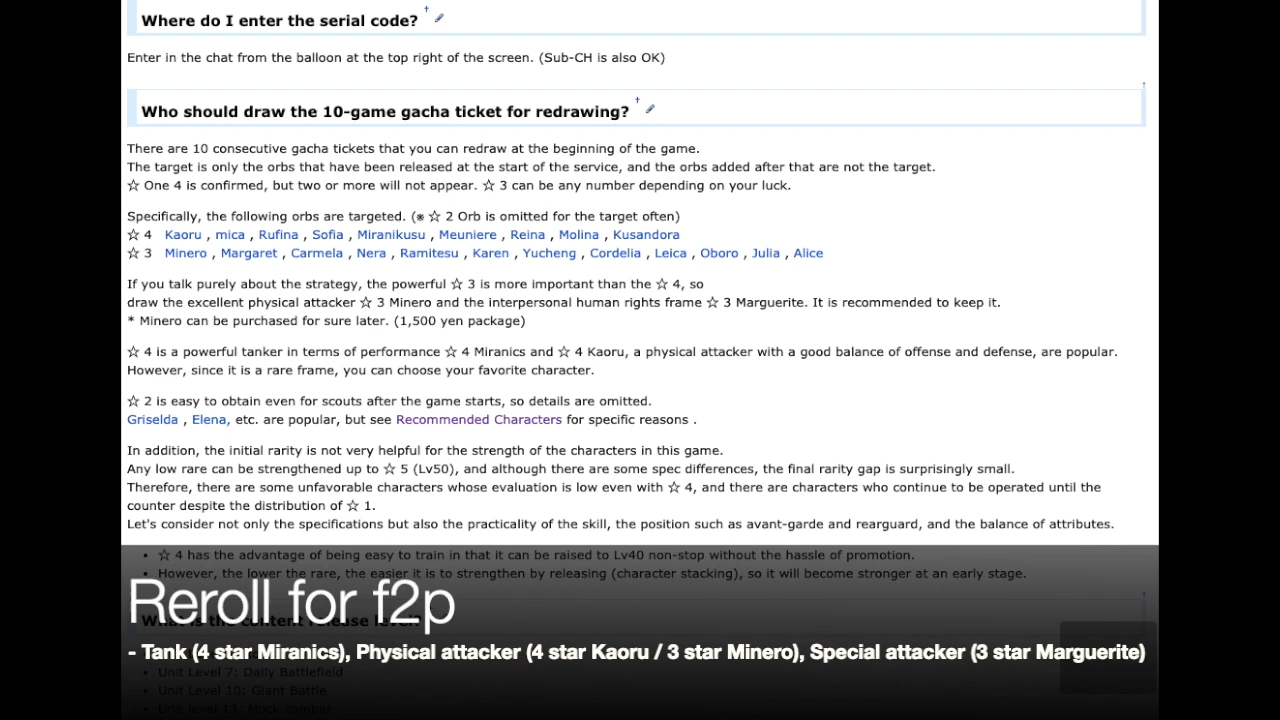 Where do I enter the serial code? †
Enter in the chat from the balloon at the top right of the screen. (Sub-CH is also OK)
↑
Who should draw the 10-game gacha ticket for redrawing? †
There are 10 consecutive gacha tickets that you can redraw at the beginning of the game.
The target is only the orbs that have been released at the start of the service, and the orbs added after that are not the target.
☆ One 4 is confirmed, but two or more will not appear. ☆ 3 can be any number depending on your luck.
Specifically, the following orbs are targeted. (※ ☆ 2 Orb is omitted for the target often)
☆ 4 Kaoru , mica , Rufina , Sofia , Miranikusu , Meuniere , Reina , Molina , Kusandora
☆ 3 Minero , Margaret , Carmela , Nera , Ramitesu , Karen , Yucheng , Cordelia , Leica , Oboro , Julia , Alice
If you talk purely about the strategy, the powerful ☆ 3 is more important than the ☆ 4, so
draw the excellent physical attacker ☆ 3 Minero and the interpersonal human rights frame ☆ 3 Marguerite. It is recommended to keep it.
* Minero can be purchased for sure later. (1,500 yen package)
☆ 4 is a powerful tanker in terms of performance ☆ 4 Miranics and ☆ 4 Kaoru, a physical attacker with a good balance of offense and defense, are popular.
However, since it is a rare frame, you can choose your favorite character.
☆ 2 is easy to obtain even for scouts after the game starts, so details are omitted.
Griselda , Elena, etc. are popular, but see Recommended Characters for specific reasons .
In addition, the initial rarity is not very helpful for the strength of the characters in this game.
Any low rare can be strengthened up to ☆ 5 (Lv50), and although there are some spec differences, the final rarity gap is surprisingly small.
Therefore, there are some unfavorable characters whose evaluation is low even with ☆ 4, and there are characters who continue to be operated until the
counter despite the distribution of ☆ 1.
Let's consider not only the specifications but also the practicality of the skill, the position such as avant-garde and rearguard, and the balance of attributes.
• ☆ 4 has the advantage of being easy to train in that it can be raised to Lv40 non-stop without the hassle of promotion.
• However, the lower the rare, the easier it is to strengthen by releasing (character stacking), so it will become stronger at an early stage.
↑
What is the content release level?
Reroll for f2p
- Tank (4 star Miranics), Physical attacker (4 star Kaoru / 3 star Minero), Special attacker (3 star Marguerite)
• Unit Level 7: Daily Battlefield
• Unit Level 10: Giant Battle
• Unit level 13: Mock combat